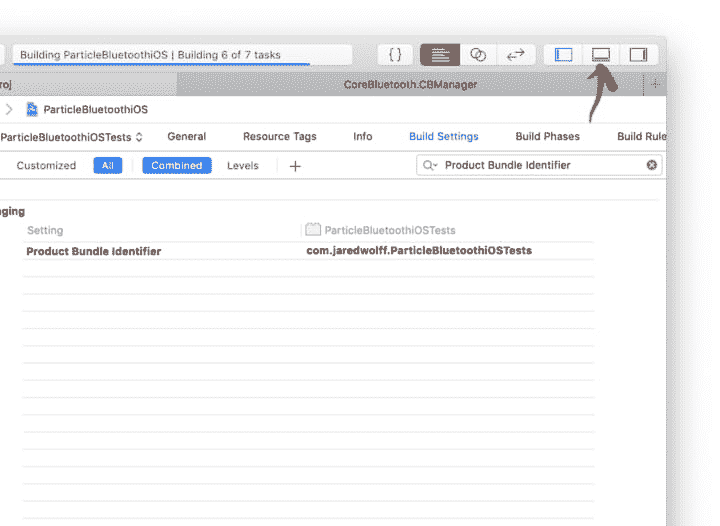 Building ParticleBluetoothiOS | Building 6 of 7 tasks { }
roj CoreBluetooth.CBManager +
ParticleBluetoothiOS
ParticleBluetoothiOSTests General Resource Tags Info Build Settings Build Phases Build Rule
Customized All Combined Levels + Product Bundle Identifier
aging
Setting ParticleBluetoothiOSTests
Product Bundle Identifier com.jaredwolff.ParticleBluetoothiOSTests